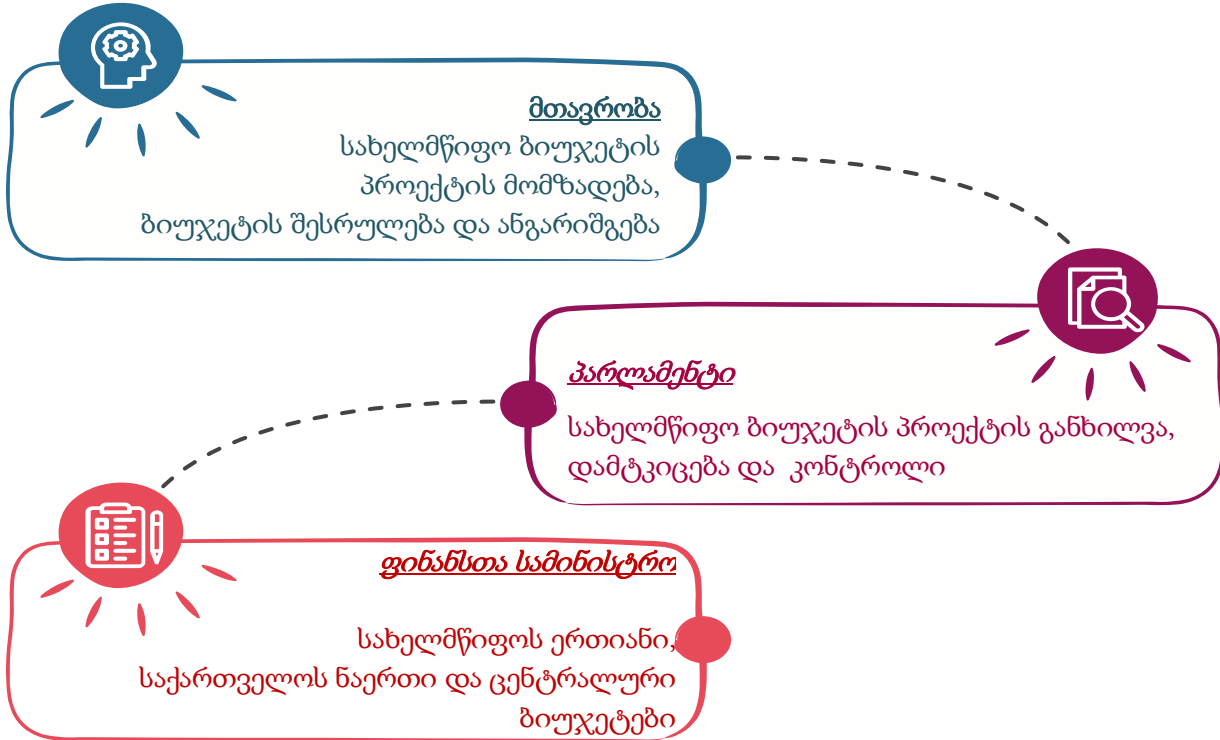 მთავრობა
სახელმწიფო ბიუჯეტის
პროექტის მომზადება,
ბიუჯეტის შესრულება და ანგარიშგება
პარლამენტი
სახელმწიფო ბიუჯეტის პროექტის განხილვა,
დამტკიცება და კონტროლი
ფინანსთა სამინისტრო
სახელმწიფოს ერთიანი,
საქართველოს ნაერთი და ცენტრალური
ბიუჯეტები